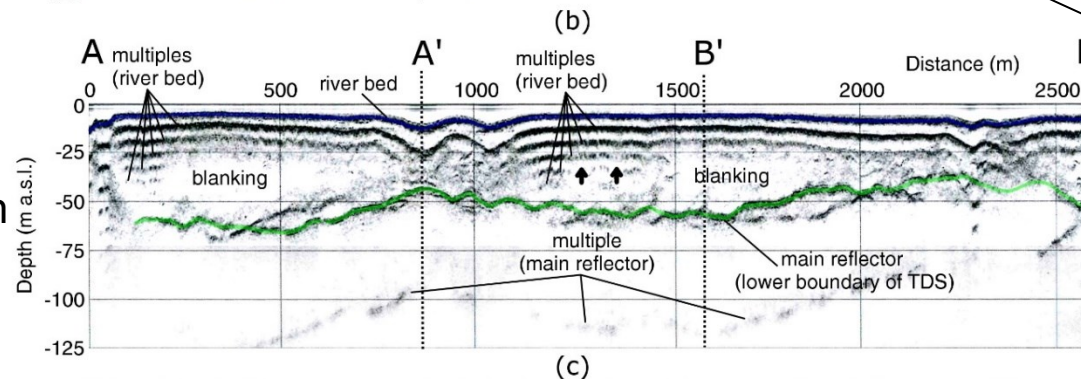 (b)
A
A'
B'
multiples
(river bed)
river bed
multiples
(river bed)
Distance (m)
0
500
1000
1500
2000
2500
0
-25
-50
-75
-100
-125
Depth (m a.s.l.)
blanking
blanking
multiple
(main reflector)
main reflector
(lower boundary of TDS)
(c)